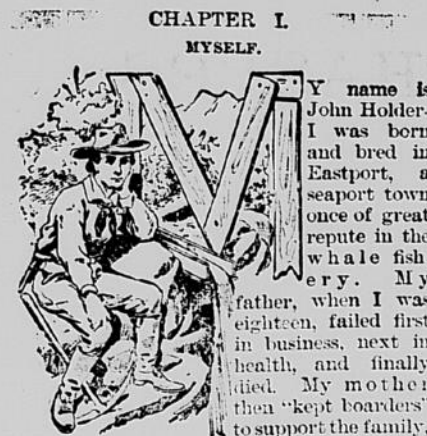 CHAPTER I.
MYSELF.
MY name is
John Holder.
I was born
and bred in
Eastport, a
seaport town
once of great
repute in the
whale fish
ery. My
father, when I was
eighteen, failed first
in business, next in
health, and finally
died. My mother
then "kept boarders"
to support the family,